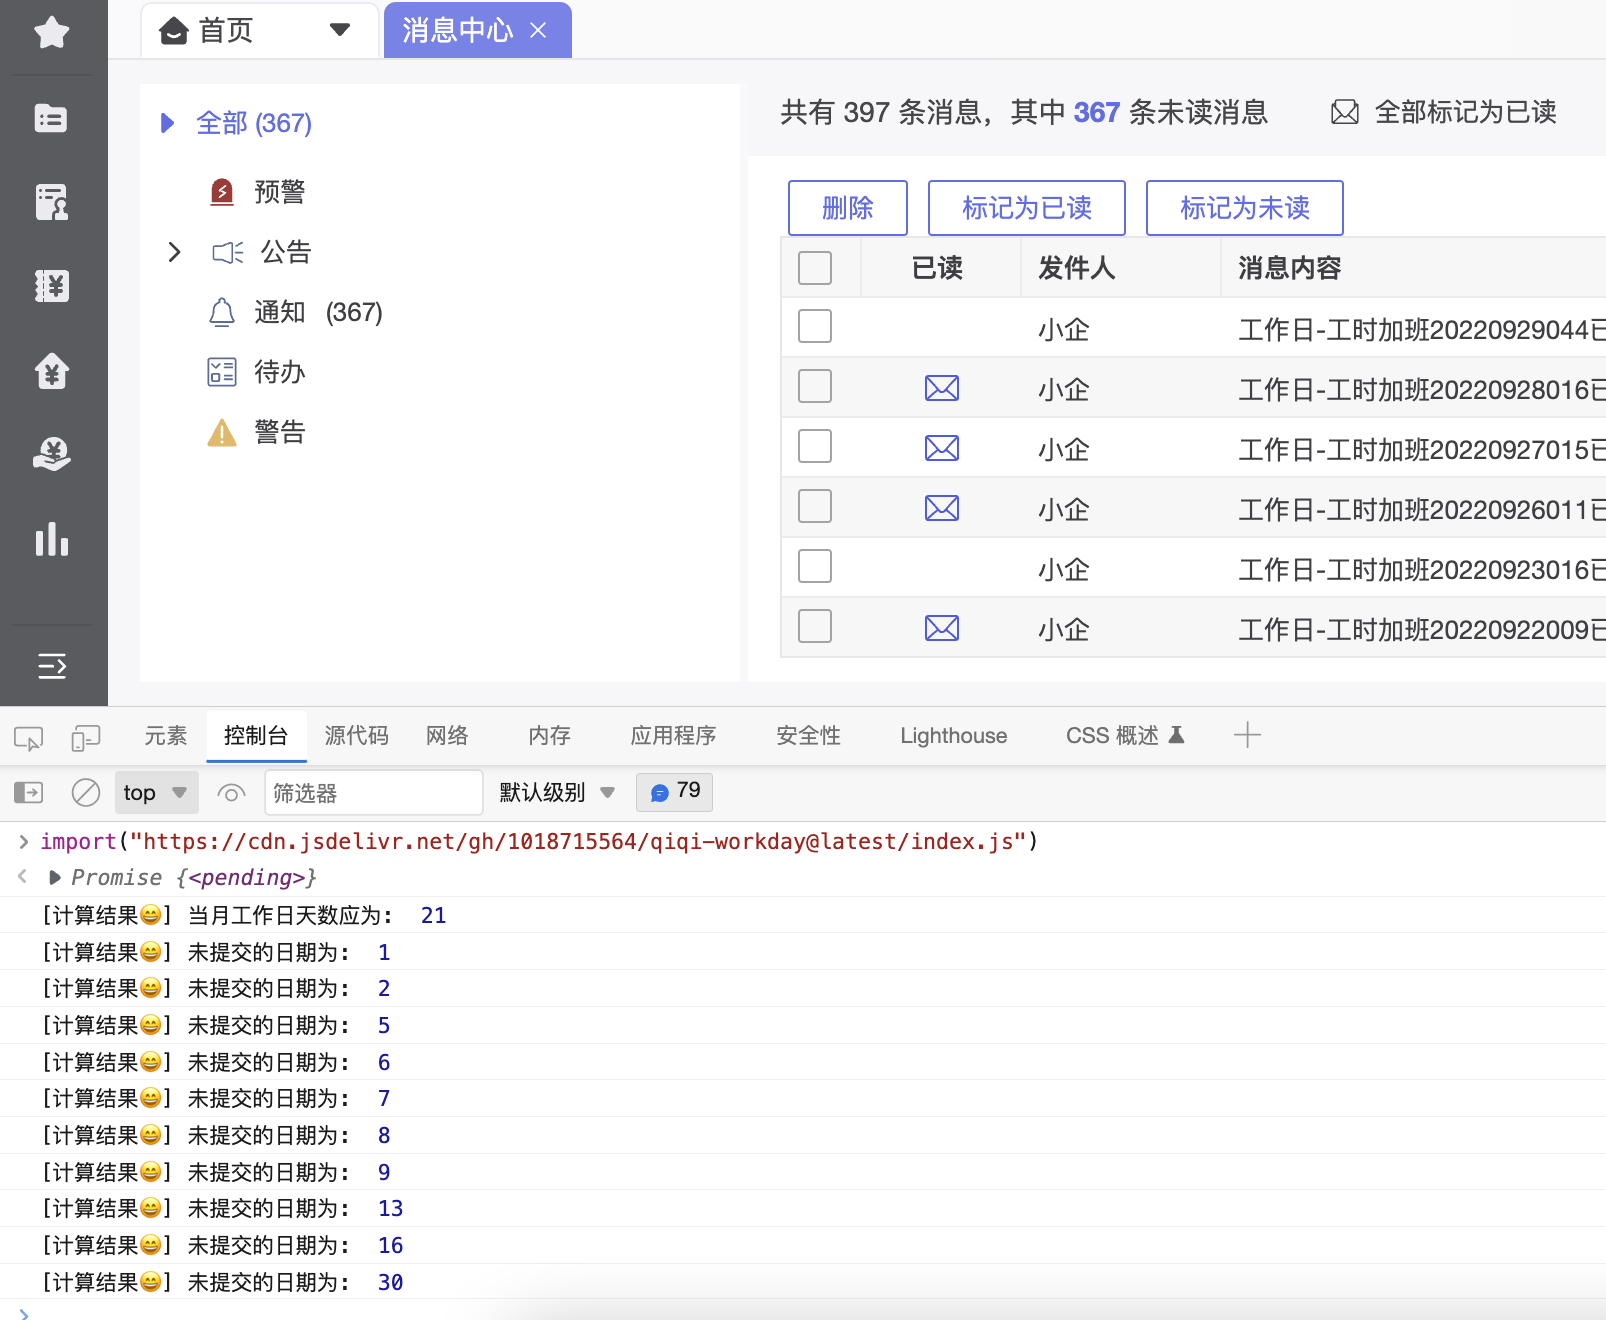 首页
消息中心
全部 (367)
预警
公告
通知 (367)
待办
警告
共有 397 条消息，其中 367 条未读消息
全部标记为已读
删除
标记为已读
标记为未读
已读 发件人 消息内容
小企 工作日-工时加班20220929044已
小企 工作日-工时加班20220928016已
小企 工作日-工时加班20220927015已
小企 工作日-工时加班20220926011已
小企 工作日-工时加班20220923016已
小企 工作日-工时加班20220922009已
元素 控制台 源代码 网络 内存 应用程序 安全性 Lighthouse CSS 概述
top 筛选器 默认级别 79
import("https://cdn.jsdelivr.net/gh/1018715564/qiqi-workday@latest/index.js")
Promise {<pending>}
[计算结果😄] 当月工作日天数应为: 21
[计算结果😄] 未提交的日期为: 1
[计算结果😄] 未提交的日期为: 2
[计算结果😄] 未提交的日期为: 5
[计算结果😄] 未提交的日期为: 6
[计算结果😄] 未提交的日期为: 7
[计算结果😄] 未提交的日期为: 8
[计算结果😄] 未提交的日期为: 9
[计算结果😄] 未提交的日期为: 13
[计算结果😄] 未提交的日期为: 16
[计算结果😄] 未提交的日期为: 30